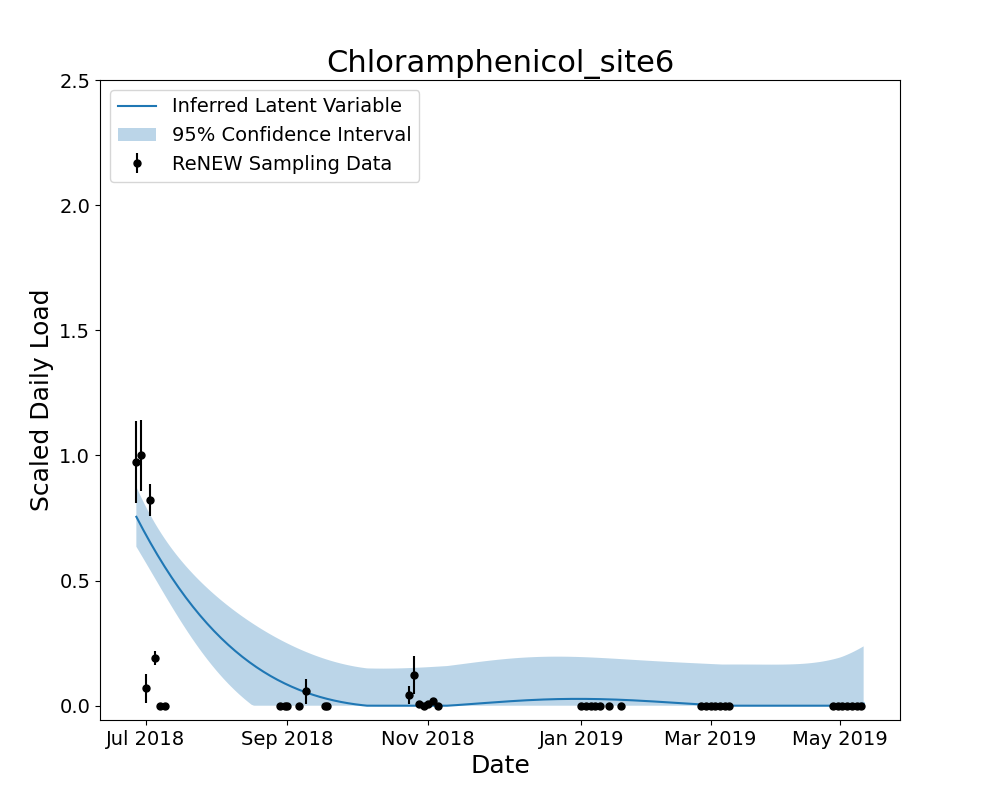 Chloramphenicol_site6
Inferred Latent Variable
95% Confidence Interval
ReNEW Sampling Data
Scaled Daily Load
2.5
2.0
1.5
1.0
0.5
0.0
Jul 2018
Sep 2018
Nov 2018
Jan 2019
Mar 2019
May 2019
Date